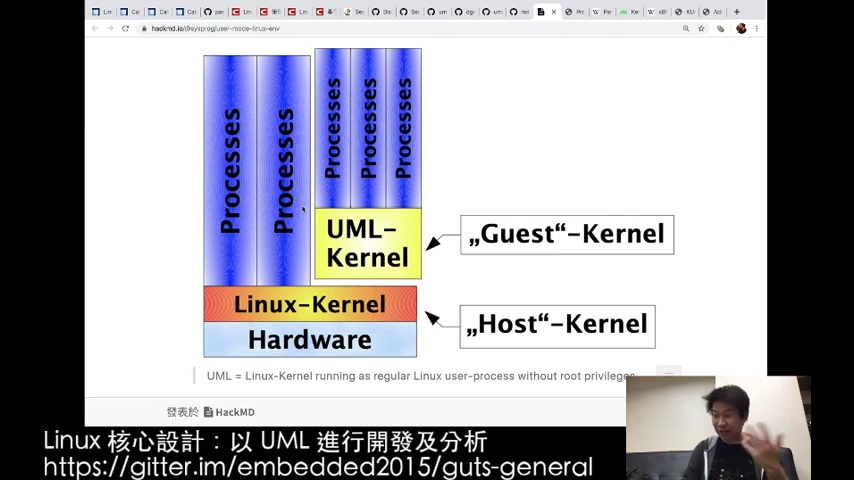 hackmd.io/@sysprog/user-mode-linux-env
Processes
Processes
Processes
Processes
Processes
UML-
Kernel
„Guest“-Kernel
Linux-Kernel
„Host“-Kernel
Hardware
UML = Linux-Kernel running as regular Linux user-process without root privileges
發表於 HackMD
Linux 核心設計：以 UML 進行開發及分析
https://gitter.im/embedded2015/guts-general